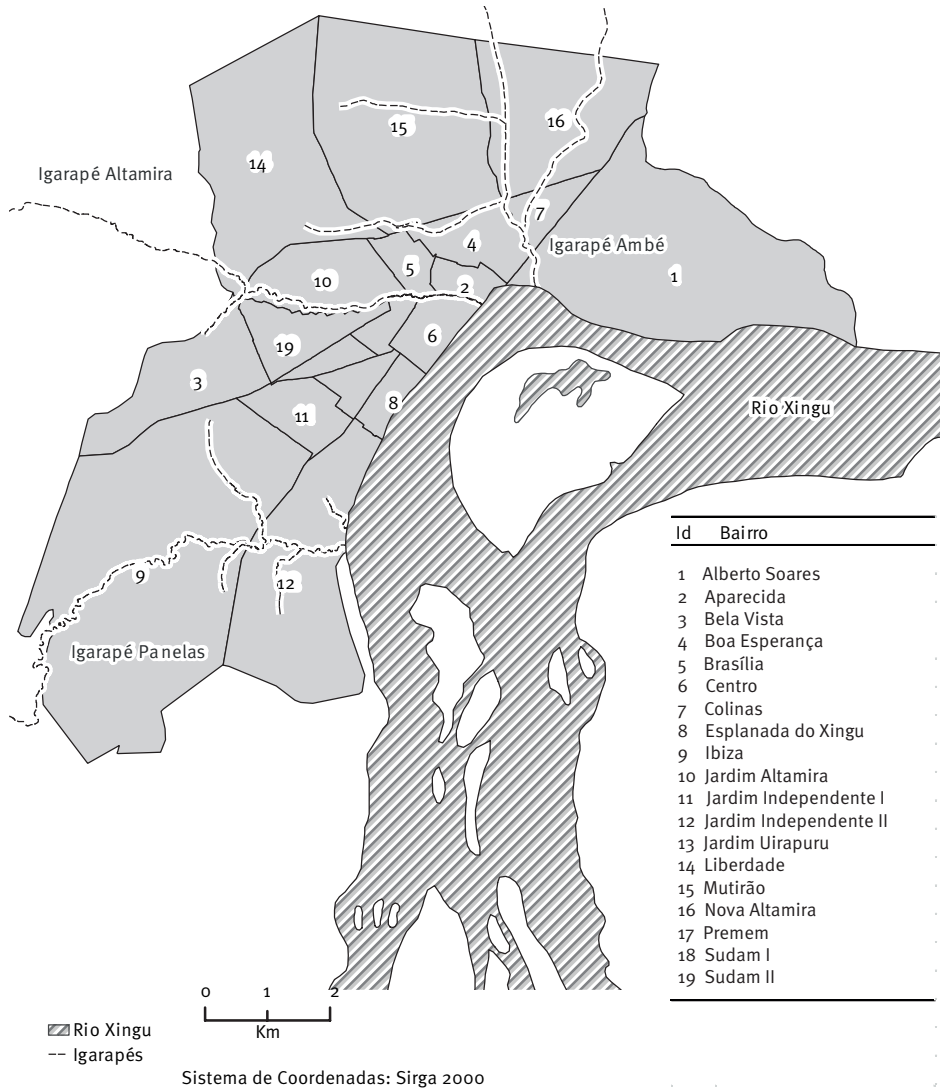 15
16
14
Igarapé Altamira
7
4
Igarapé Ambé
5
1
10
2
6
19
3
8
11
Rio Xingu
9
12
Igarapé Panelas
Id Bairro
1 Alberto Soares
2 Aparecida
3 Bela Vista
4 Boa Esperança
5 Brasília
6 Centro
7 Colinas
8 Esplanada do Xingu
9 Ibiza
10 Jardim Altamira
11 Jardim Independente I
12 Jardim Independente II
13 Jardim Uirapuru
14 Liberdade
15 Mutirão
16 Nova Altamira
17 Premem
18 Sudam I
19 Sudam II
0 1 2
Km
Rio Xingu
Igarapés
Sistema de Coordenadas: Sirga 2000